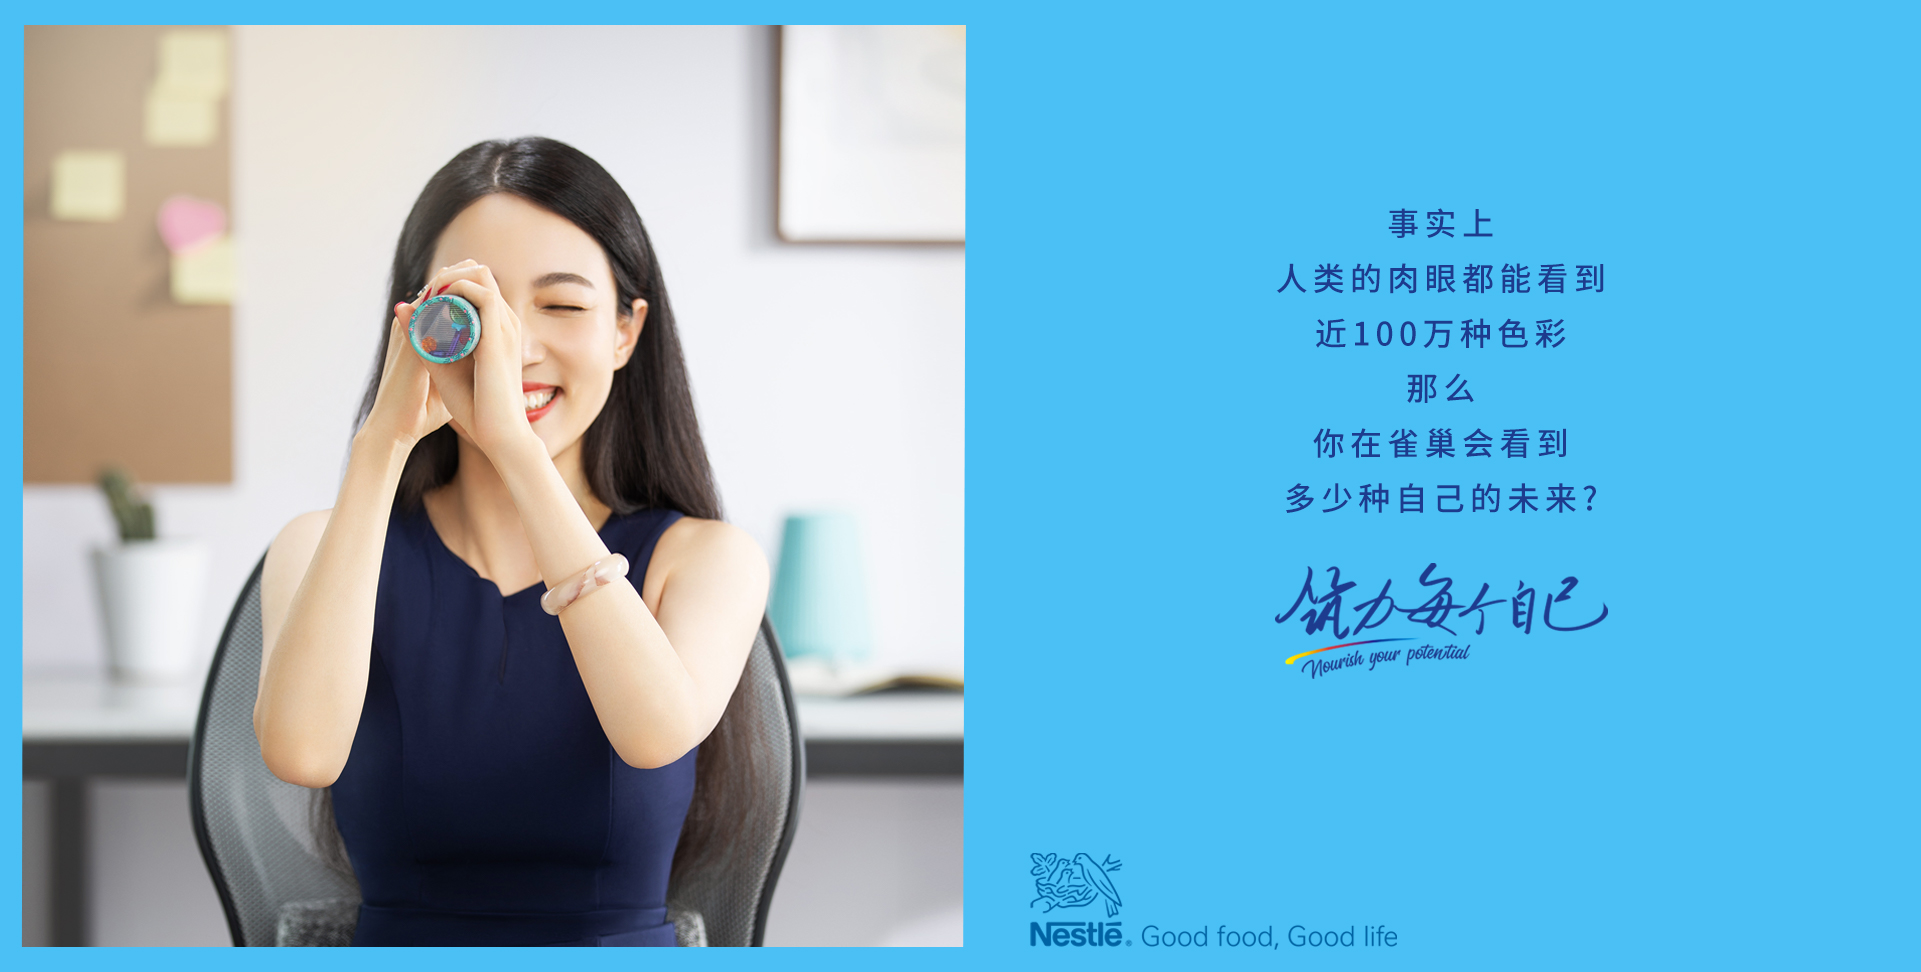 事实上
人类的肉眼都能看到
近100万种色彩
那么
你在雀巢会看到
多少种自己的未来?
筑力每个自己
Nourish your potential
Nestlé® Good food, Good life